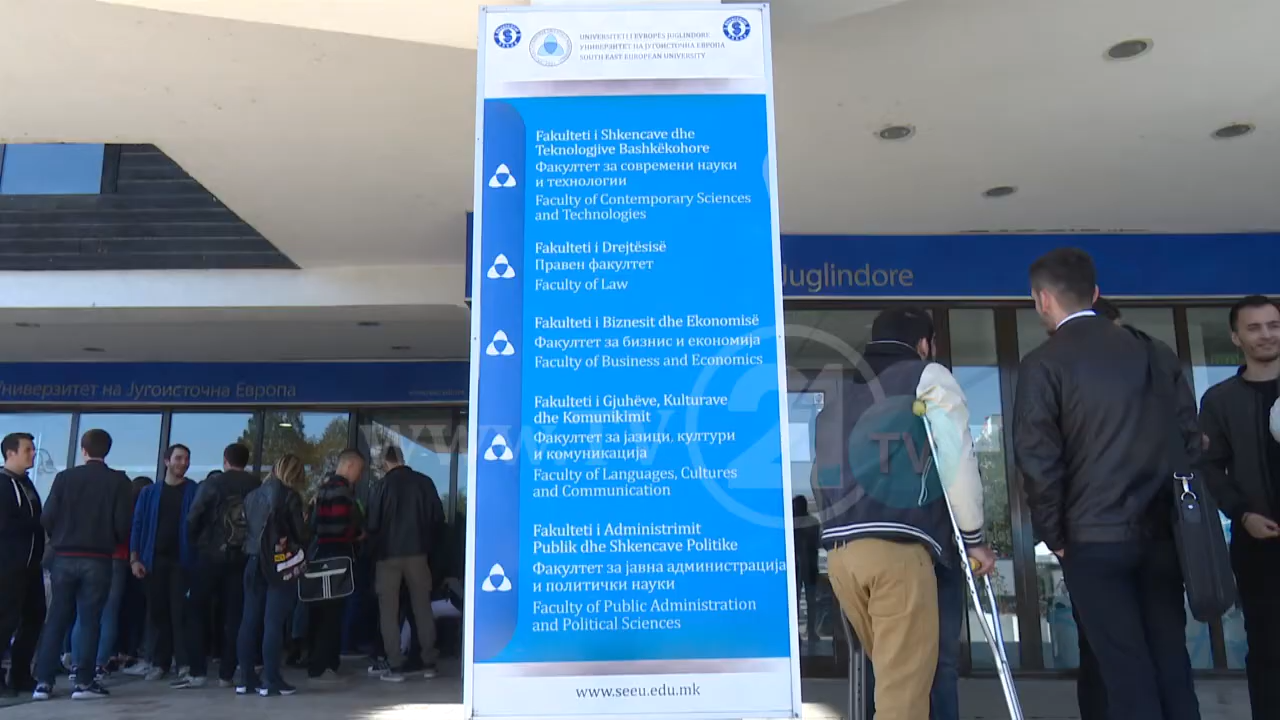 UNIVERSITETI I EVROPËS JUGLINDORE
УНИВЕРЗИТЕТ НА ЈУГОИСТОЧНА ЕВРОПА
SOUTH EAST EUROPEAN UNIVERSITY
Fakulteti i Shkencave dhe
Teknologjive Bashkëkohore
Факултет за современи науки
и технологии
Faculty of Contemporary Sciences
and Technologies
Fakulteti i Drejtësisë
Правен факултет
Faculty of Law
Fakulteti i Biznesit dhe Ekonomisë
Факултет за бизнис и економија
Faculty of Business and Economics
Fakulteti i Gjuhëve, Kulturave
dhe Komunikimit
Факултет за јазици, култури
и комуникација
Faculty of Languages, Cultures
and Communication
Fakulteti i Administrimit
Publik dhe Shkencave Politike
Факултет за јавна администрација
и политички науки
Faculty of Public Administration
and Political Sciences
www.seeu.edu.mk
Универзитет на Југоисточна Европа
Juglindore
www.tv
21
TV